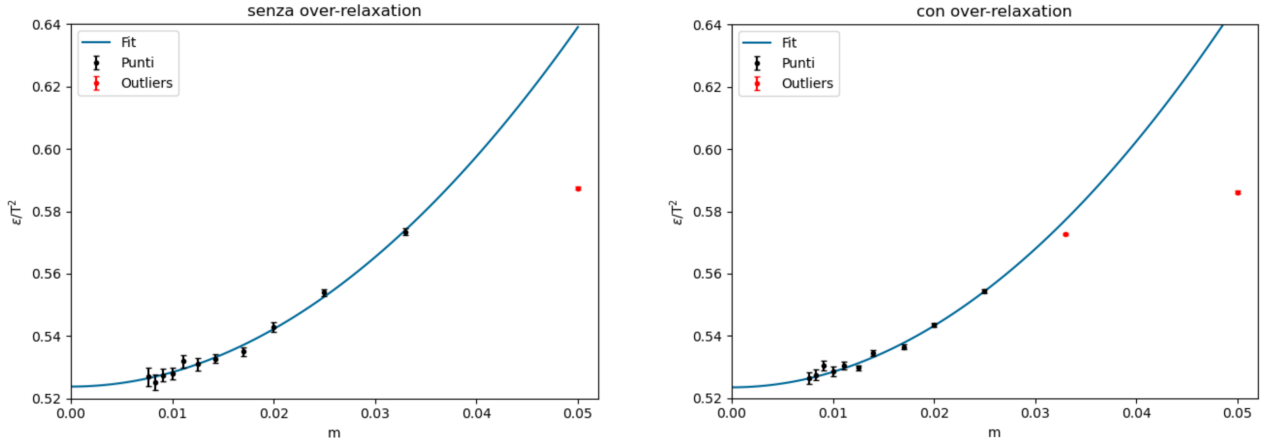 senza over-relaxation
0.64
0.62
0.60
0.58
0.56
0.54
0.52
ε/T²
Fit
Punti
Outliers
0.00
0.01
0.02
0.03
0.04
0.05
m
con over-relaxation
0.64
0.62
0.60
0.58
0.56
0.54
0.52
ε/T²
Fit
Punti
Outliers
0.00
0.01
0.02
0.03
0.04
0.05
m